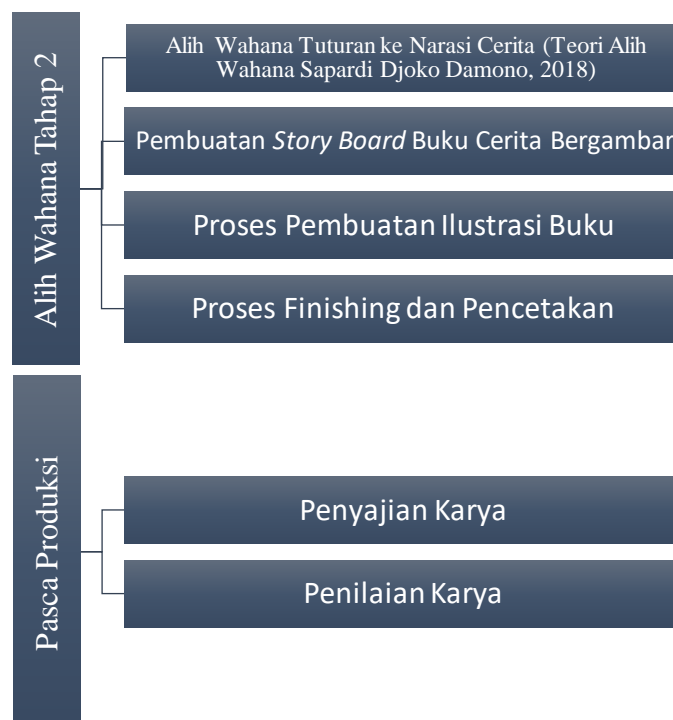 Alih Wahana Tahap 2
Alih Wahana Tuturan ke Narasi Cerita (Teori Alih
Wahana Sapardi Djoko Damono, 2018)
Pembuatan Story Board Buku Cerita Bergambar
Proses Pembuatan Ilustrasi Buku
Proses Finishing dan Pencetakan
Pasca Produksi
Penyajian Karya
Penilaian Karya